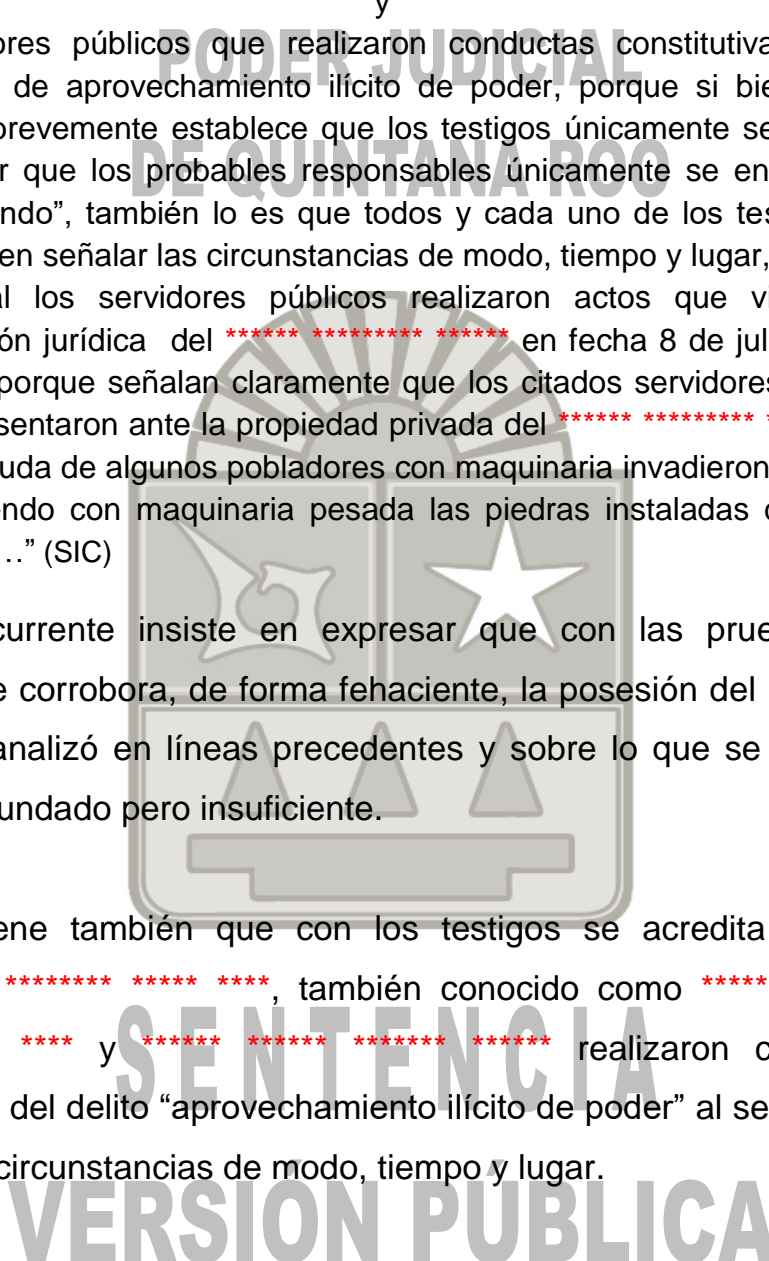 y
PODER JUDICIAL
ores públicos que realizaron conductas constitutiva
de aprovechamiento ilícito de poder, porque si bie
brevemente establece que los testigos únicamente se
DE QUINTANA ROO
r que los probables responsables únicamente se en
ndo”, también lo es que todos y cada uno de los tes
en señalar las circunstancias de modo, tiempo y lugar,
al los servidores públicos realizaron actos que vi
ón jurídica del ****** ********* ****** en fecha 8 de jul
porque señalan claramente que los citados servidores
sentaron ante la propiedad privada del ****** ********* *
uda de algunos pobladores con maquinaria invadieron
endo con maquinaria pesada las piedras instaladas
…” (SIC)
currente insiste en expresar que con las prue
e corrobora, de forma fehaciente, la posesión del
analizó en líneas precedentes y sobre lo que se
undado pero insuficiente.
ene también que con los testigos se acredita
******** ***** ****, también conocido como *****
**** y ****** ****** ******* ****** realizaron c
SENTENCIA
del delito “aprovechamiento ilícito de poder” al se
circunstancias de modo, tiempo y lugar.
VERSIÓN PÚBLICA